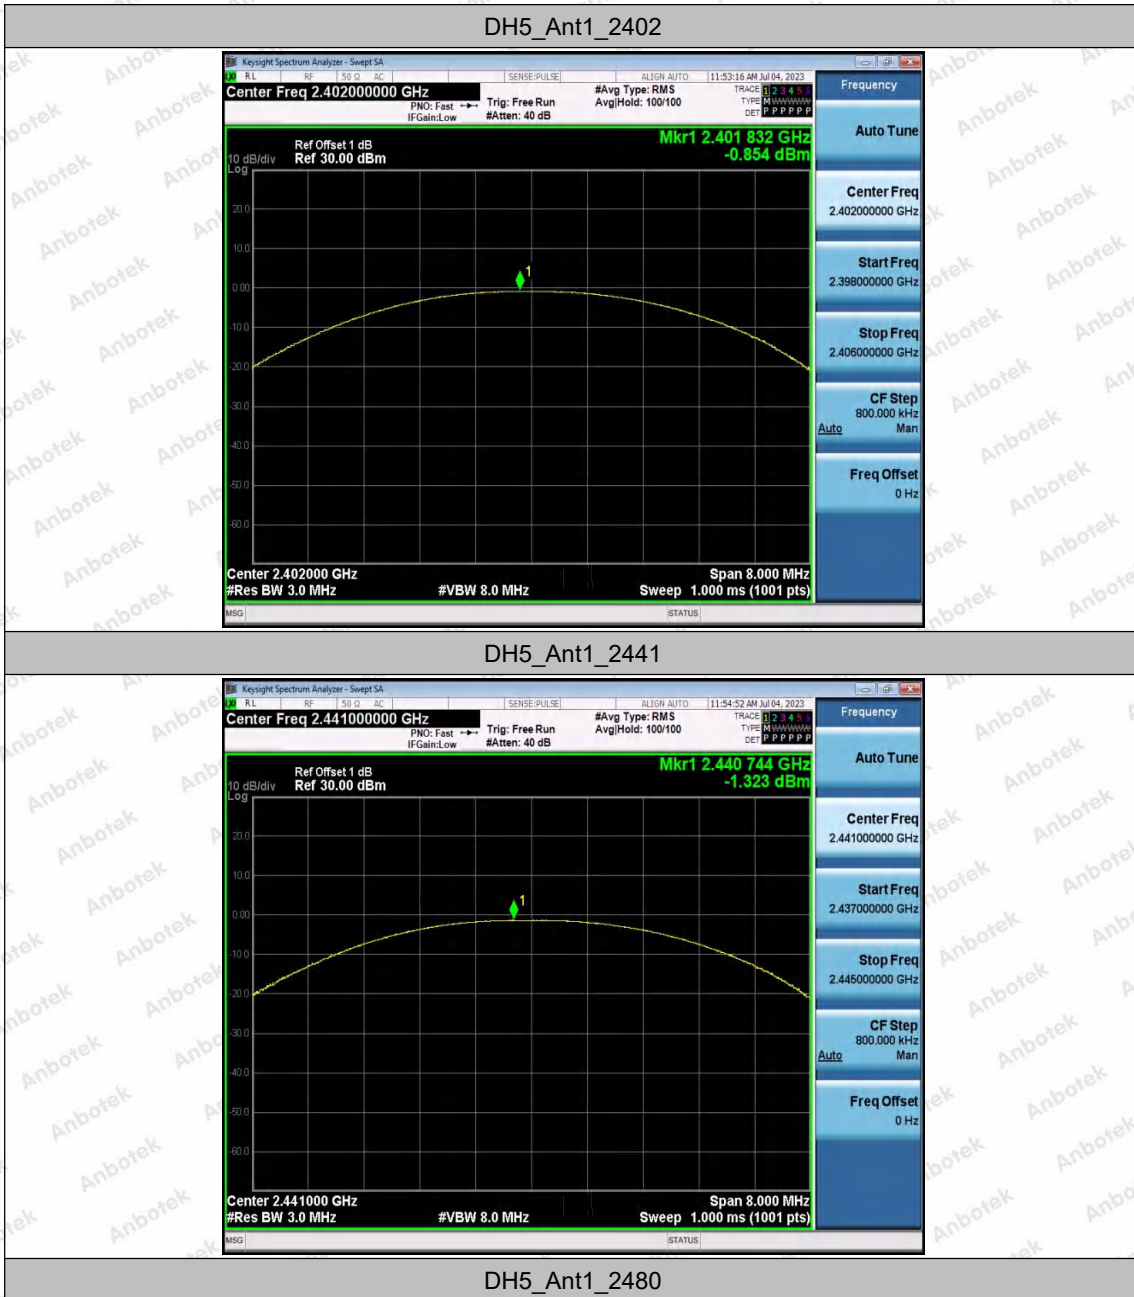 DH5_Ant1_2402
Keysight Spectrum Analyzer - Swept SA
RL RF 50 Ω AC SENSE:PULSE ALIGN AUTO 11:53:16 AM Jul 04, 2023
Center Freq 2.402000000 GHz
PNO: Fast
IFGain:Low
Trig: Free Run
#Atten: 40 dB
#Avg Type: RMS
Avg|Hold: 100/100
TRACE 1 2 3 4 5 6
TYPE M WWWWW
DET P P P P P P
Ref Offset 1 dB
10 dB/div Ref 30.00 dBm
Log
Mkr1 2.401 832 GHz
-0.854 dBm
20.0
10.0
1
0.00
-10.0
-20.0
-30.0
-40.0
-50.0
-60.0
Center 2.402000 GHz Span 8.000 MHz
#Res BW 3.0 MHz #VBW 8.0 MHz Sweep 1.000 ms (1001 pts)
MSG STATUS
Frequency
Auto Tune
Center Freq
2.402000000 GHz
Start Freq
2.398000000 GHz
Stop Freq
2.406000000 GHz
CF Step
800.000 kHz
Auto Man
Freq Offset
0 Hz
DH5_Ant1_2441
Keysight Spectrum Analyzer - Swept SA
RL RF 50 Ω AC SENSE:PULSE ALIGN AUTO 11:54:52 AM Jul 04, 2023
Center Freq 2.441000000 GHz
PNO: Fast
IFGain:Low
Trig: Free Run
#Atten: 40 dB
#Avg Type: RMS
Avg|Hold: 100/100
TRACE 1 2 3 4 5 6
TYPE M WWWWW
DET P P P P P P
Ref Offset 1 dB
10 dB/div Ref 30.00 dBm
Log
Mkr1 2.440 744 GHz
-1.323 dBm
20.0
10.0
1
0.00
-10.0
-20.0
-30.0
-40.0
-50.0
-60.0
Center 2.441000 GHz Span 8.000 MHz
#Res BW 3.0 MHz #VBW 8.0 MHz Sweep 1.000 ms (1001 pts)
MSG STATUS
Frequency
Auto Tune
Center Freq
2.441000000 GHz
Start Freq
2.437000000 GHz
Stop Freq
2.445000000 GHz
CF Step
800.000 kHz
Auto Man
Freq Offset
0 Hz
DH5_Ant1_2480
Anbotek